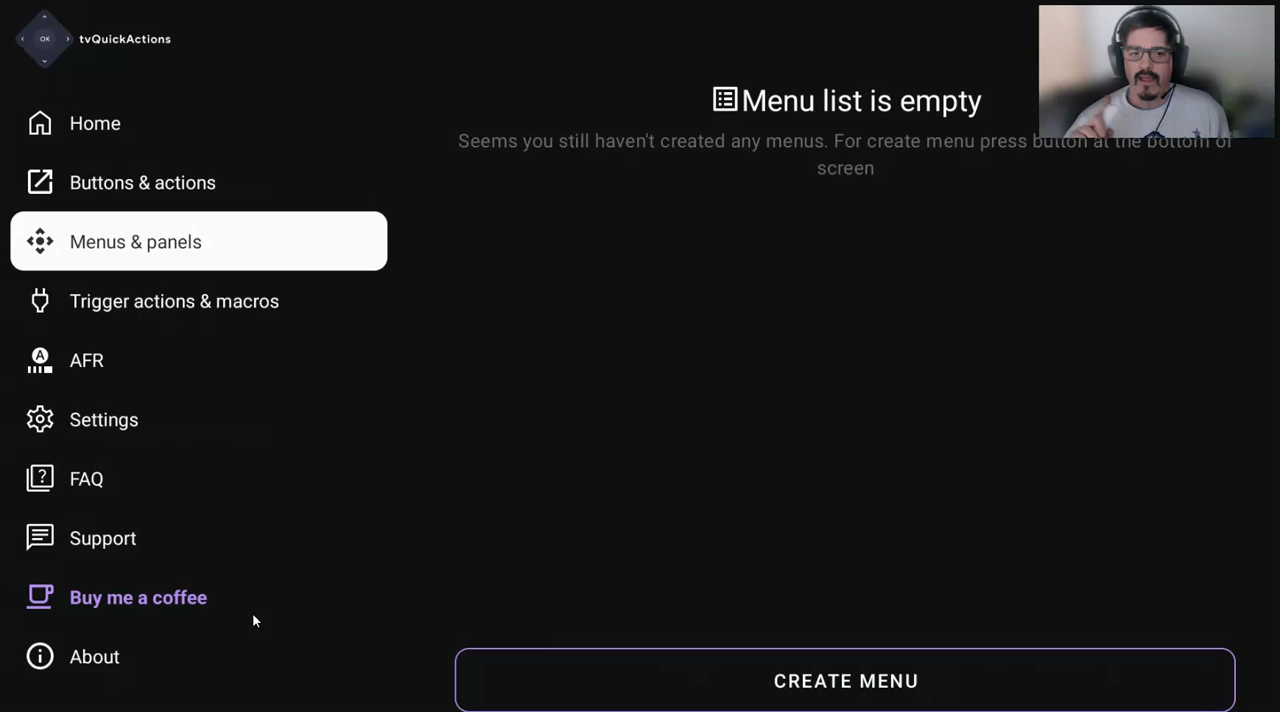 OK
tvQuickActions
Home
Buttons & actions
Menus & panels
Trigger actions & macros
AFR
Settings
FAQ
Support
Buy me a coffee
About
Menu list is empty
Seems you still haven't created any menus. For create menu press button at the bottom of
screen
CREATE MENU